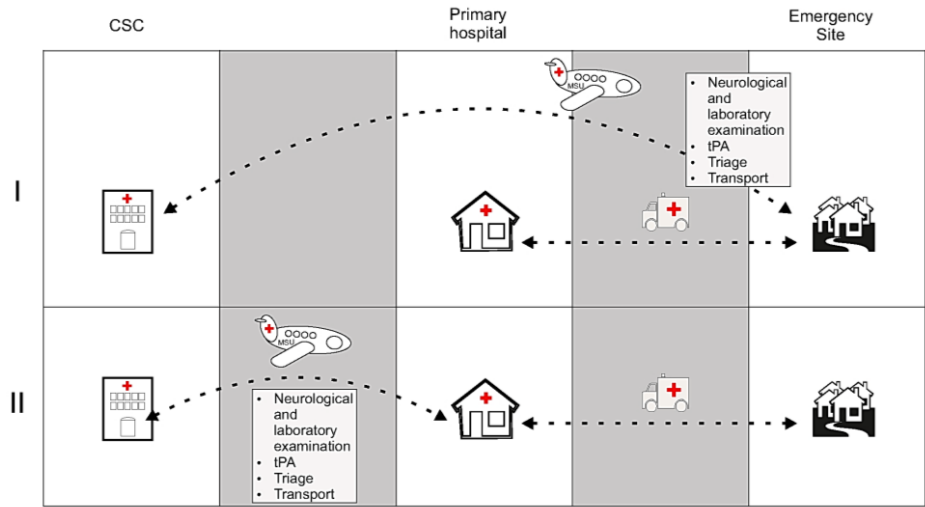 CSC
Primary
hospital
Emergency
Site
I
MSU
• Neurological
and
laboratory
examination
• tPA
• Triage
• Transport
II
MSU
• Neurological
and
laboratory
examination
• tPA
• Triage
• Transport